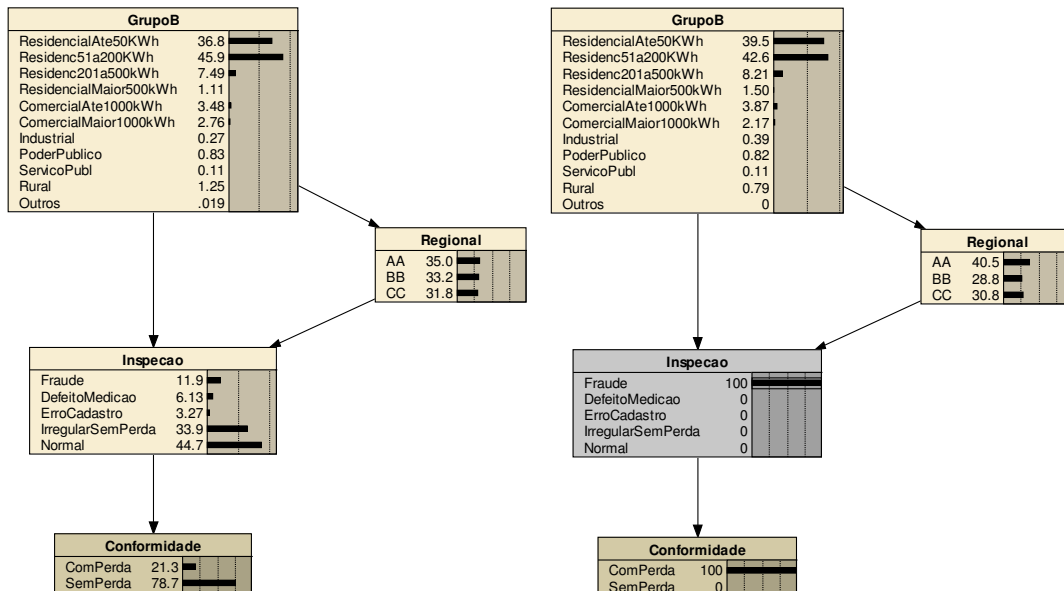 GrupoB
ResidencialAte50KWh 36.8
Residenc51a200KWh 45.9
Residenc201a500kWh 7.49
ResidencialMaior500kWh 1.11
ComercialAte1000kWh 3.48
ComercialMaior1000kWh 2.76
Industrial 0.27
PoderPublico 0.83
ServicoPubl 0.11
Rural 1.25
Outros .019
Regional
AA 35.0
BB 33.2
CC 31.8
Inspecao
Fraude 11.9
DefeitoMedicao 6.13
ErroCadastro 3.27
IrregularSemPerda 33.9
Normal 44.7
Conformidade
ComPerda 21.3
SemPerda 78.7
GrupoB
ResidencialAte50KWh 39.5
Residenc51a200KWh 42.6
Residenc201a500kWh 8.21
ResidencialMaior500kWh 1.50
ComercialAte1000kWh 3.87
ComercialMaior1000kWh 2.17
Industrial 0.39
PoderPublico 0.82
ServicoPubl 0.11
Rural 0.79
Outros 0
Regional
AA 40.5
BB 28.8
CC 30.8
Inspecao
Fraude 100
DefeitoMedicao 0
ErroCadastro 0
IrregularSemPerda 0
Normal 0
Conformidade
ComPerda 100
SemPerda 0